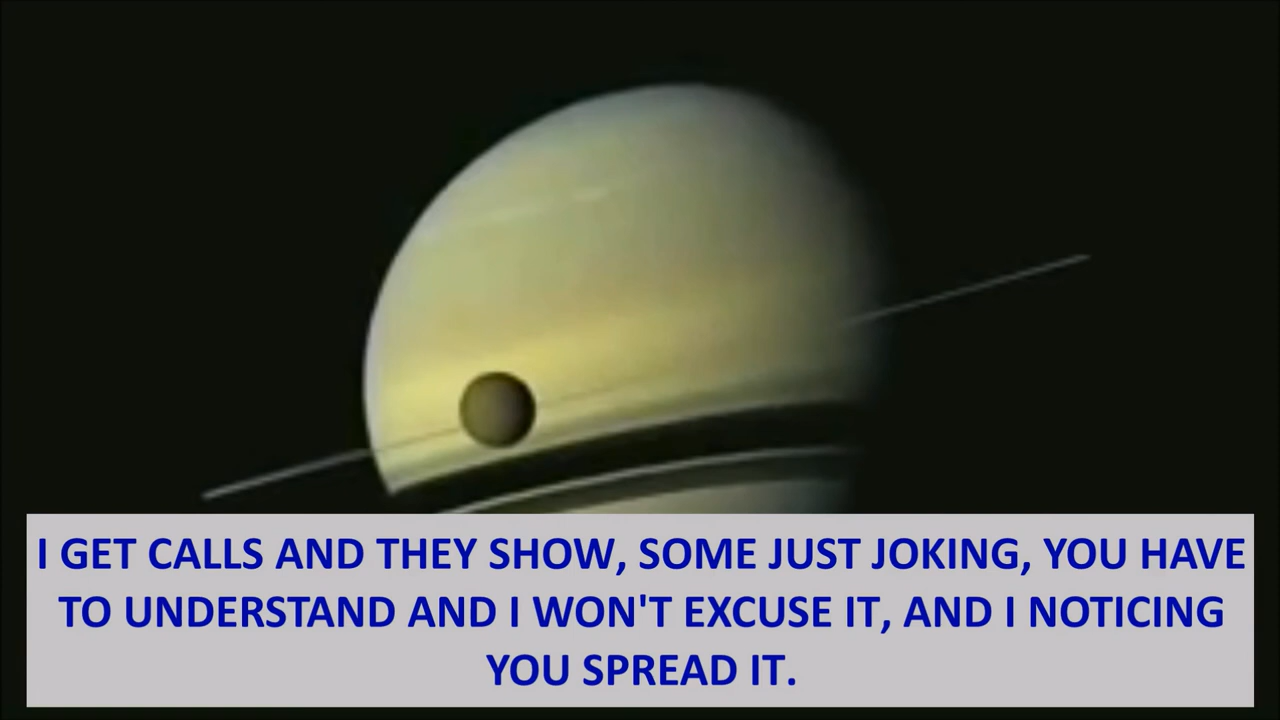 I GET CALLS AND THEY SHOW, SOME JUST JOKING, YOU HAVE
TO UNDERSTAND AND I WON'T EXCUSE IT, AND I NOTICING
YOU SPREAD IT.